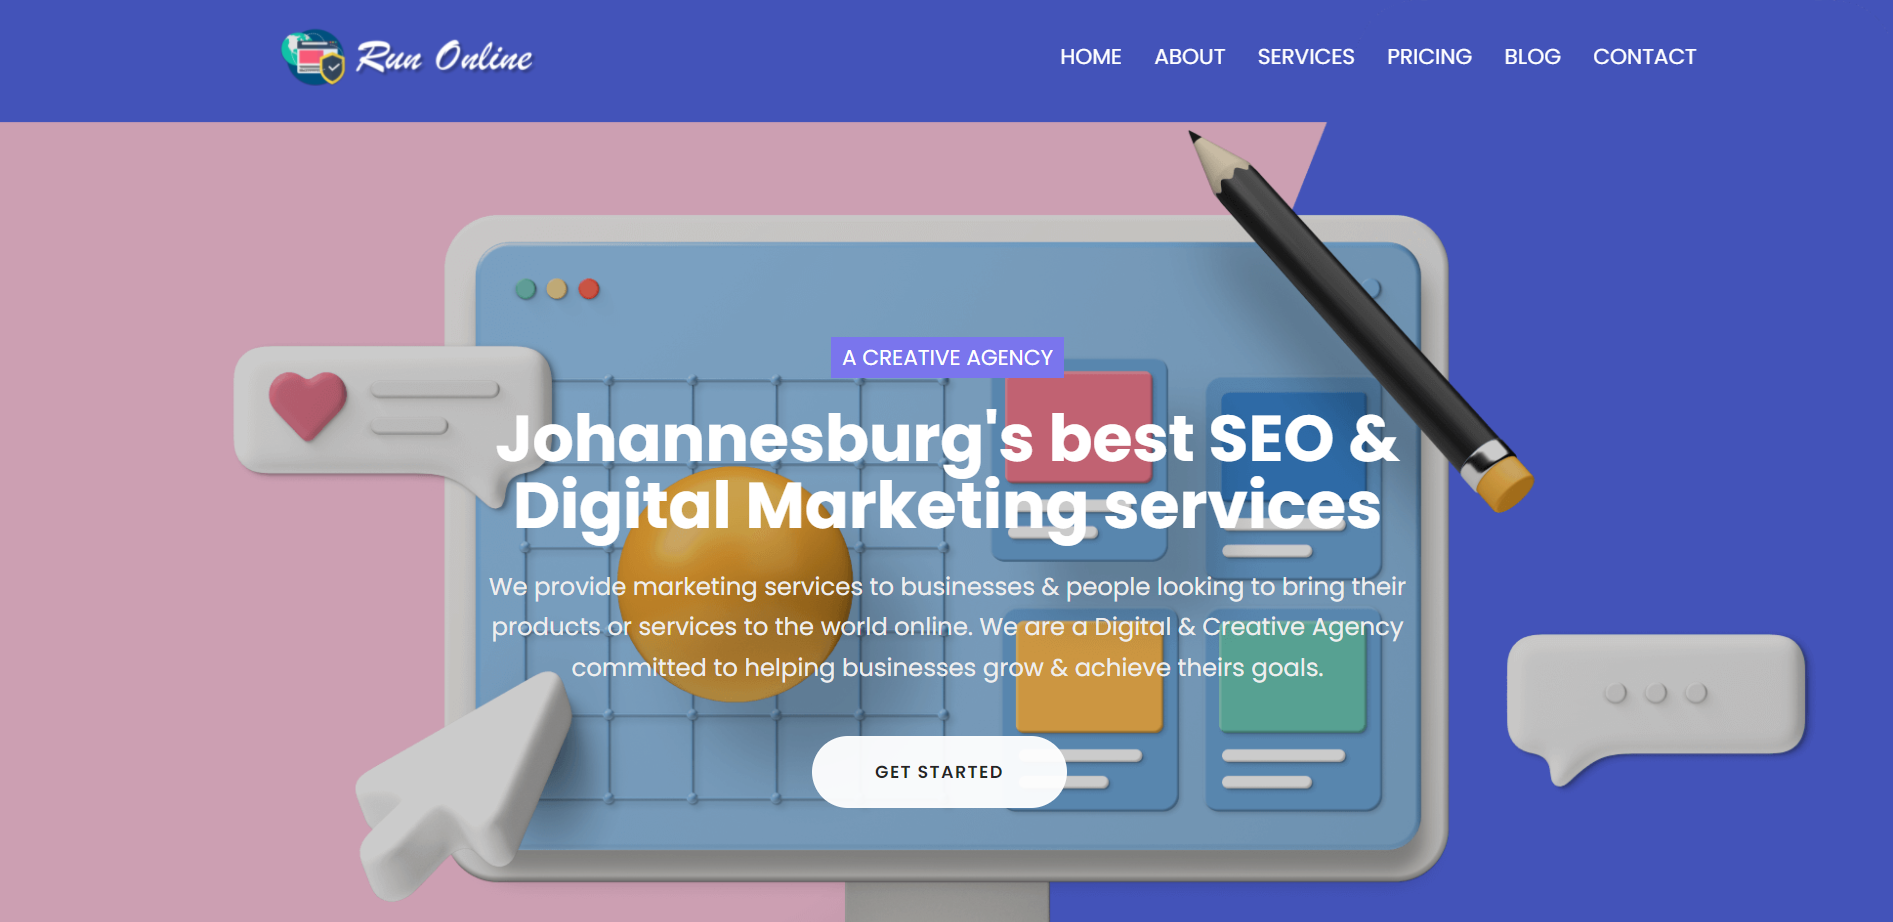 Run Online
HOME ABOUT SERVICES PRICING BLOG CONTACT
A CREATIVE AGENCY
Johannesburg's best SEO &
Digital Marketing services
We provide marketing services to businesses & people looking to bring their
products or services to the world online. We are a Digital & Creative Agency
committed to helping businesses grow & achieve theirs goals.
GET STARTED